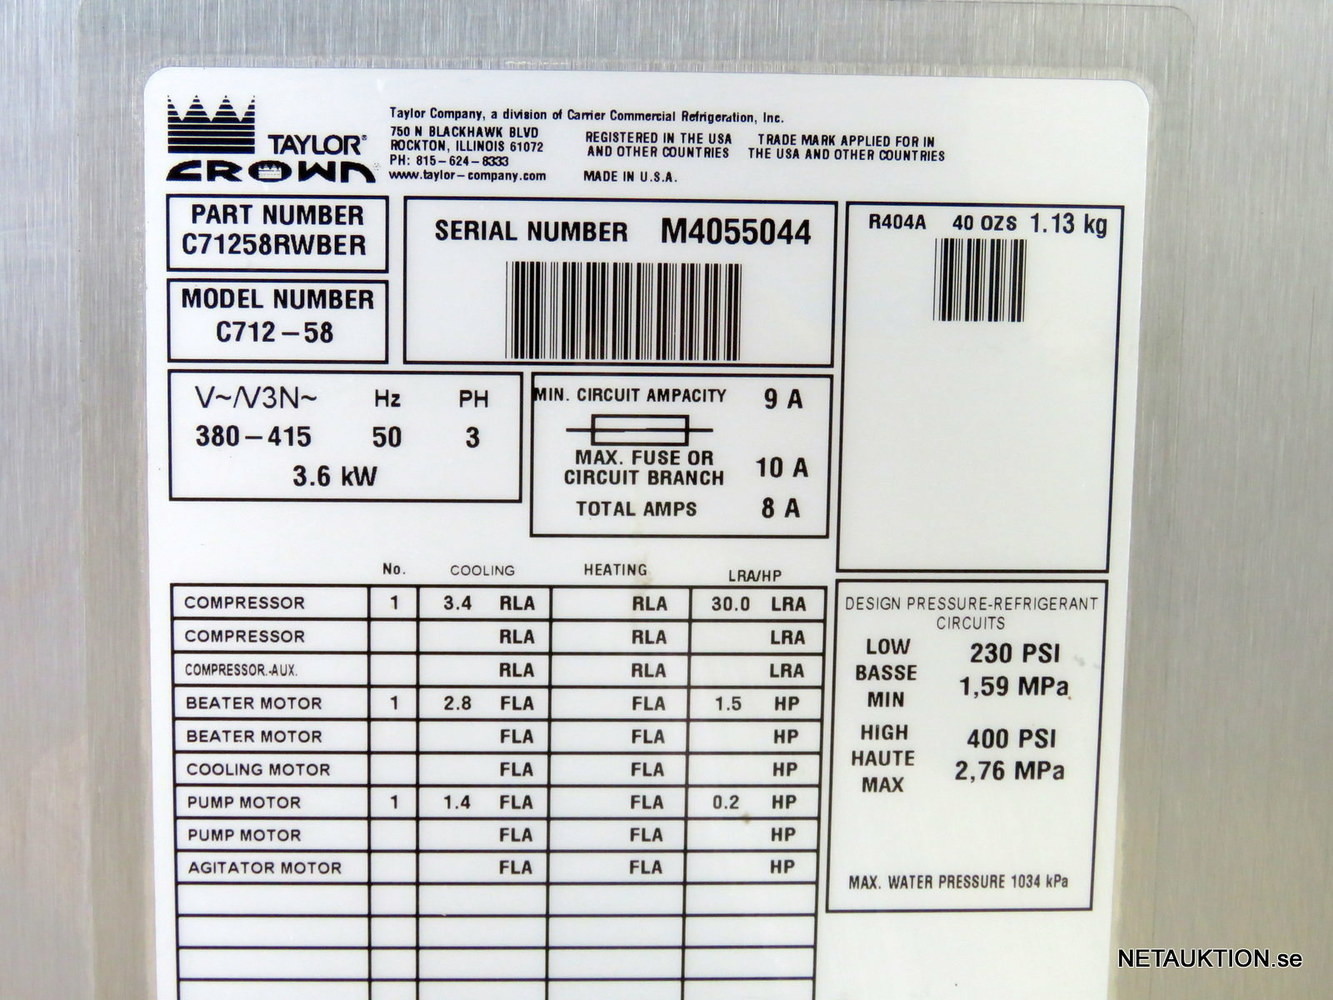 TAYLOR®
CROWN
Taylor Company, a division of Carrier Commercial Refrigeration, Inc.
750 N BLACKHAWK BLVD
ROCKTON, ILLINOIS 61072
PH: 815-624-8333
www.taylor-company.com
REGISTERED IN THE USA
AND OTHER COUNTRIES
MADE IN U.S.A.
TRADE MARK APPLIED FOR IN
THE USA AND OTHER COUNTRIES
PART NUMBER
C71258RWBER
MODEL NUMBER
C712-58
SERIAL NUMBER M4055044
R404A 40 OZS 1.13 kg
V~/V3N~ Hz PH
380-415 50 3
3.6 kW
MIN. CIRCUIT AMPACITY 9 A
MAX. FUSE OR
CIRCUIT BRANCH 10 A
TOTAL AMPS 8 A
No. COOLING HEATING LRA/HP
COMPRESSOR 1 3.4 RLA RLA 30.0 LRA
COMPRESSOR RLA RLA LRA
COMPRESSOR.-AUX. RLA RLA LRA
BEATER MOTOR 1 2.8 FLA FLA 1.5 HP
BEATER MOTOR FLA FLA HP
COOLING MOTOR FLA FLA HP
PUMP MOTOR 1 1.4 FLA FLA 0.2 HP
PUMP MOTOR FLA FLA HP
AGITATOR MOTOR FLA FLA HP
DESIGN PRESSURE-REFRIGERANT
CIRCUITS
LOW 230 PSI
BASSE 1,59 MPa
MIN
HIGH 400 PSI
HAUTE 2,76 MPa
MAX
MAX. WATER PRESSURE 1034 kPa
NETAUKTION.se